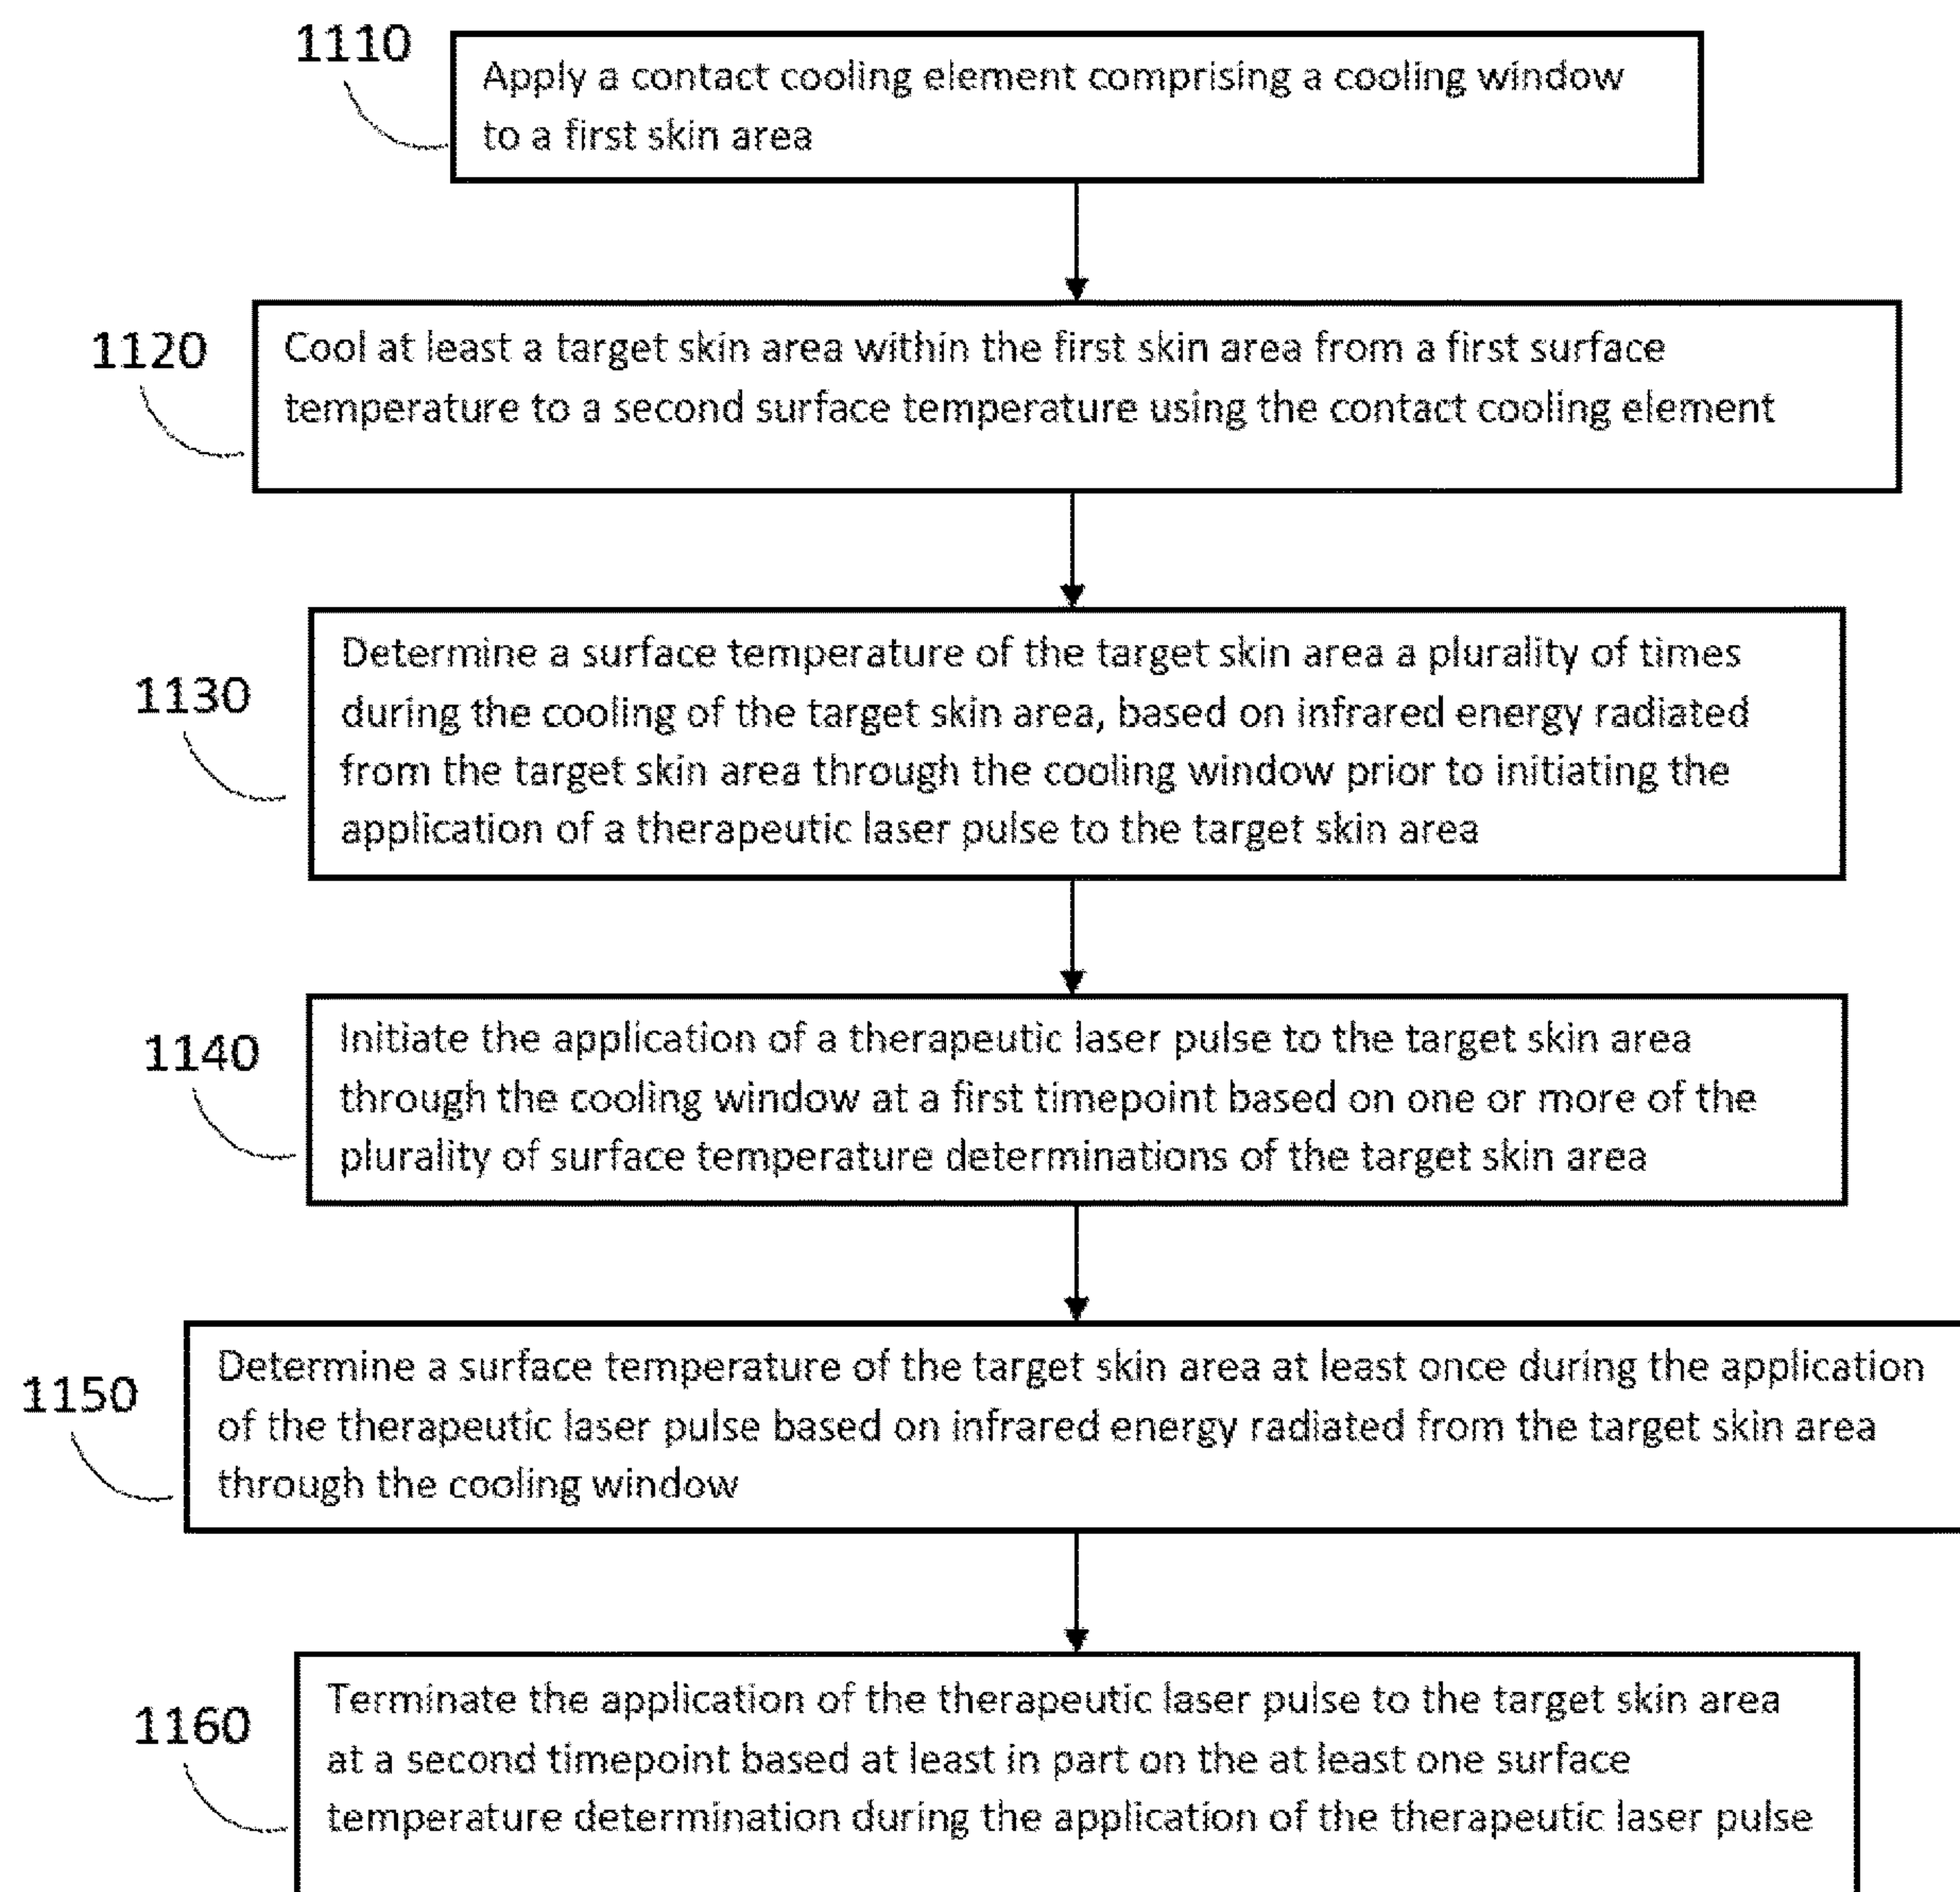 1110
Apply a contact cooling element comprising a cooling window
to a first skin area
1120
Cool at least a target skin area within the first skin area from a first surface
temperature to a second surface temperature using the contact cooling element
1130
Determine a surface temperature of the target skin area a plurality of times
during the cooling of the target skin area, based on infrared energy radiated
from the target skin area through the cooling window prior to initiating the
application of a therapeutic laser pulse to the target skin area
1140
Initiate the application of a therapeutic laser pulse to the target skin area
through the cooling window at a first timepoint based on one or more of the
plurality of surface temperature determinations of the target skin area
1150
Determine a surface temperature of the target skin area at least once during the application
of the therapeutic laser pulse based on infrared energy radiated from the target skin area
through the cooling window
1160
Terminate the application of the therapeutic laser pulse to the target skin area
at a second timepoint based at least in part on the at least one surface
temperature determination during the application of the therapeutic laser pulse